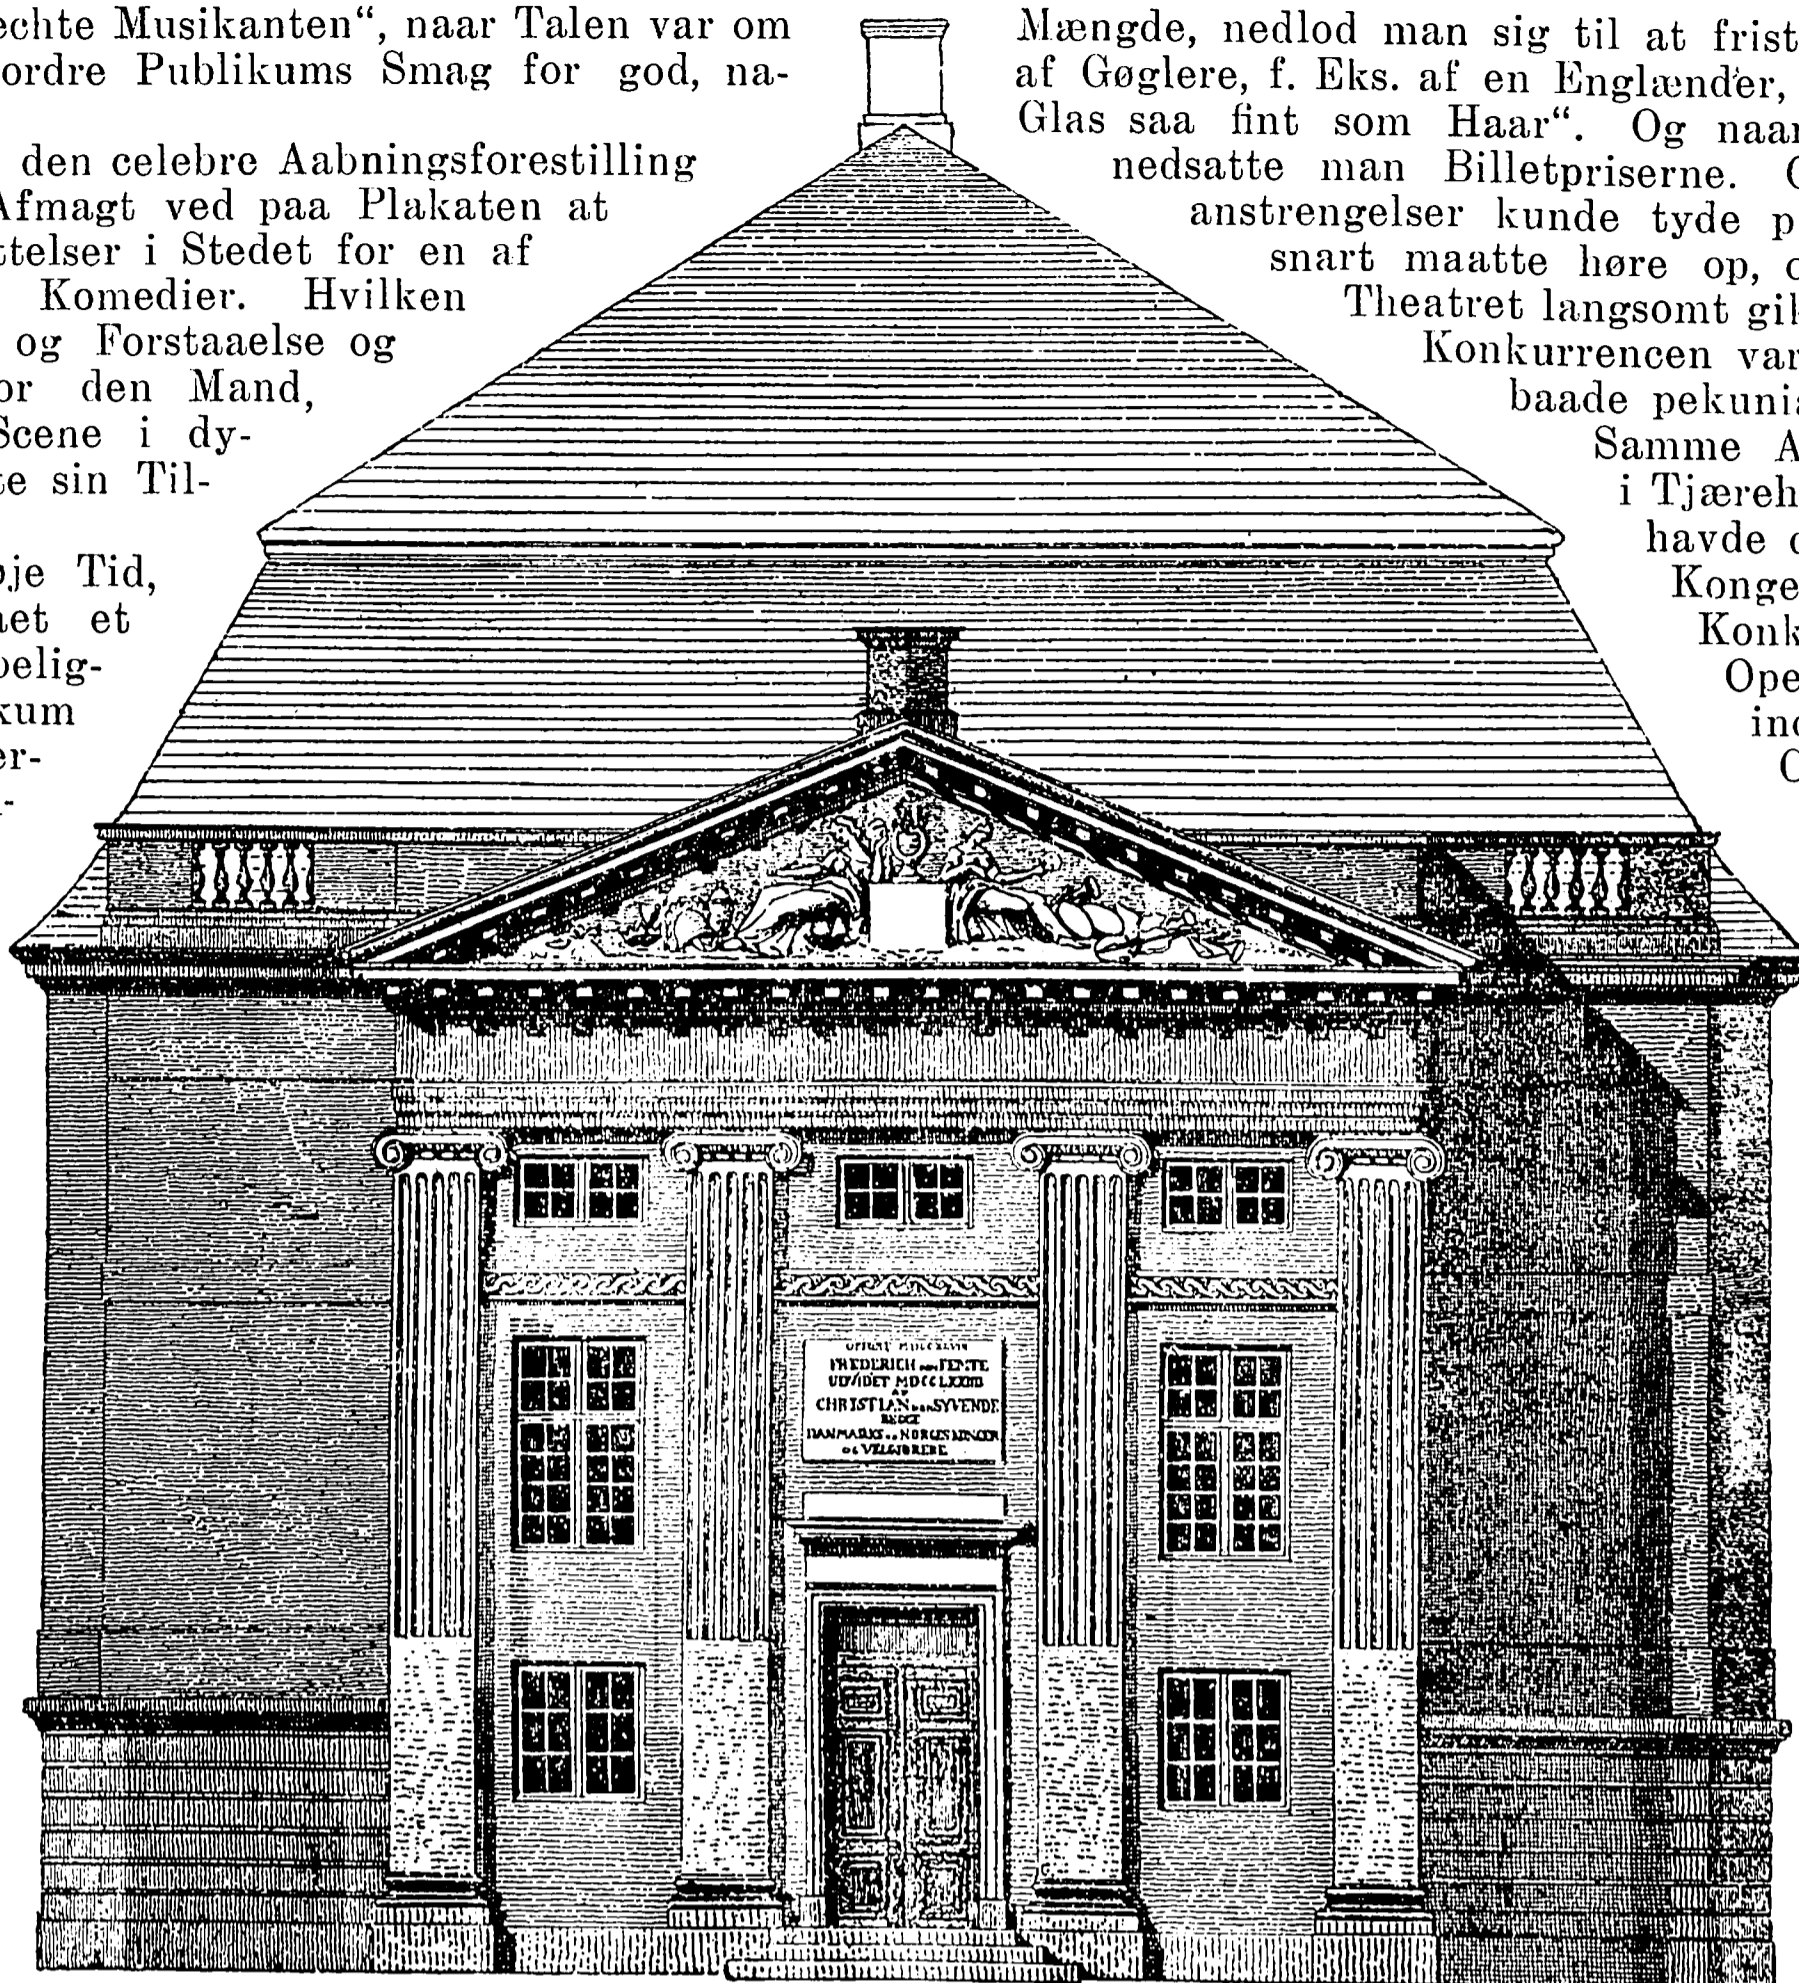 echte Musikanten“, naar Talen var om
ordre Publikums Smag for god, na-
den celebre Aabningsforestilling
Afmagt ved paa Plakaten at
ttelser i Stedet for en af
Komedier. Hvilken
og Forstaaelse og
or den Mand,
Scene i dy-
te sin Til-
øje Tid,
et
belig-
kum
er-
Mængde, nedlod man sig til at frist
af Gøglere, f. Eks. af en Englænder,
Glas saa fint som Haar“. Og naar
nedsatte man Billetpriserne.
anstrengelser kunde tyde p
snart maatte høre op, o
Theatret langsomt gik
Konkurrencen var
baade pekuniæ
Samme A
i Tjæreh
havde
Konge
Konk
Ope
ind
FREDERICH DEN FEMTE
UDVIDET MDCCLXXIII
AV
CHRISTIAN DEN SYVENDE
BEGGE
DANMARKS OG NORGES KONGER
OG VELGIØRERE